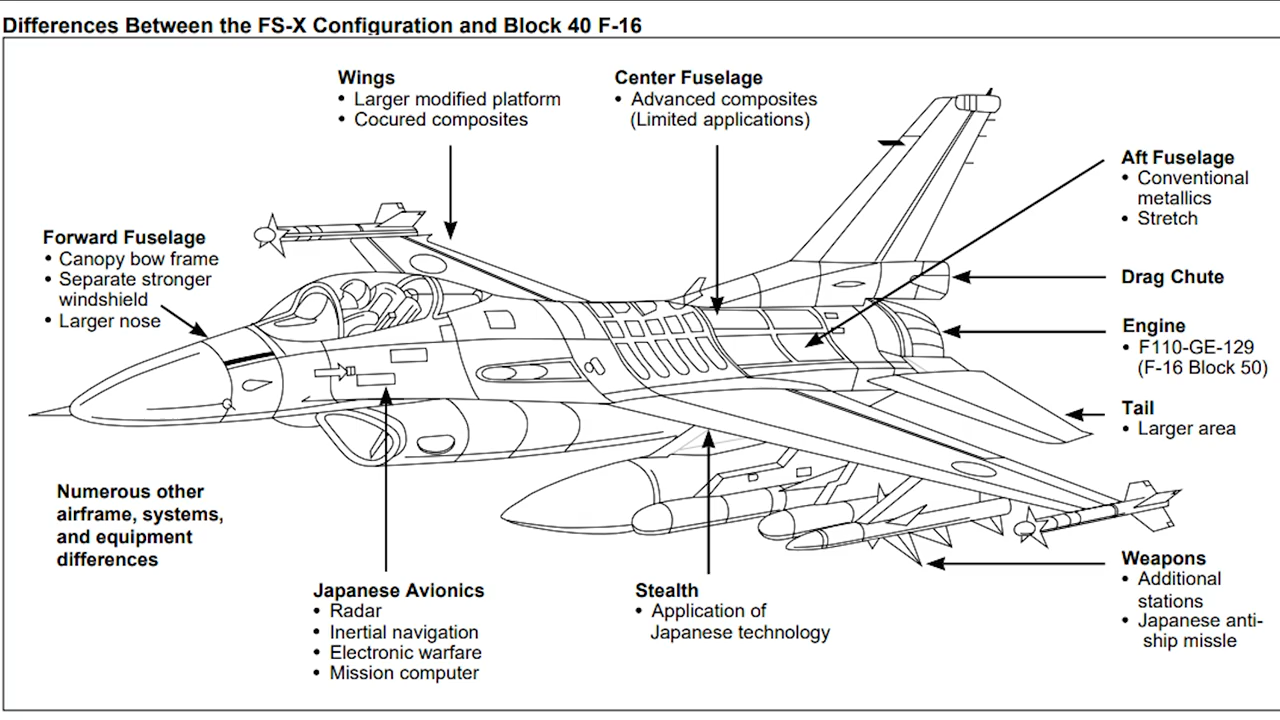 Differences Between the FS-X Configuration and Block 40 F-16
Wings
• Larger modified platform
• Cocured composites
Center Fuselage
• Advanced composites
(Limited applications)
Aft Fuselage
• Conventional
metallics
• Stretch
Forward Fuselage
• Canopy bow frame
• Separate stronger
windshield
• Larger nose
Drag Chute
Engine
• F110-GE-129
(F-16 Block 50)
Tail
• Larger area
Numerous other
airframe, systems,
and equipment
differences
Japanese Avionics
• Radar
• Inertial navigation
• Electronic warfare
• Mission computer
Stealth
• Application of
Japanese technology
Weapons
• Additional
stations
• Japanese anti-
ship missle